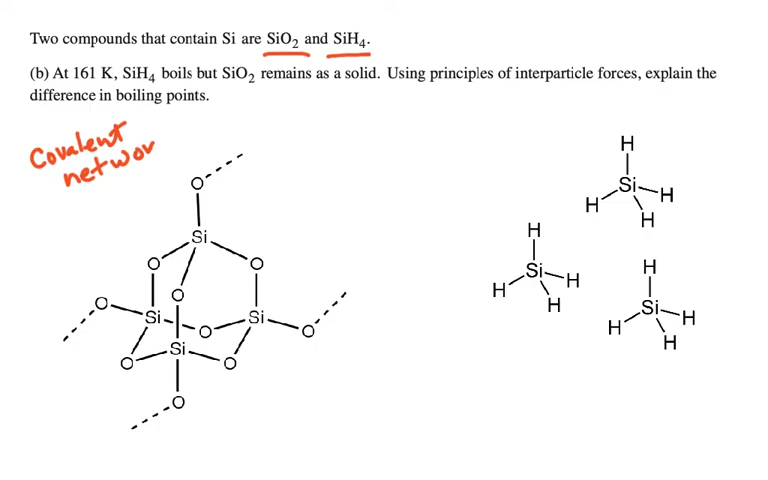 Two compounds that contain Si are SiO₂ and SiH₄.
(b) At 161 K, SiH₄ boils but SiO₂ remains as a solid. Using principles of interparticle forces, explain the
difference in boiling points.
Covalent
networ
O
Si
O
O
O
O
Si
O
Si
O
Si
O
O
O
H
Si
H
H
H
H
Si
H
H
H
H
Si
H
H
H